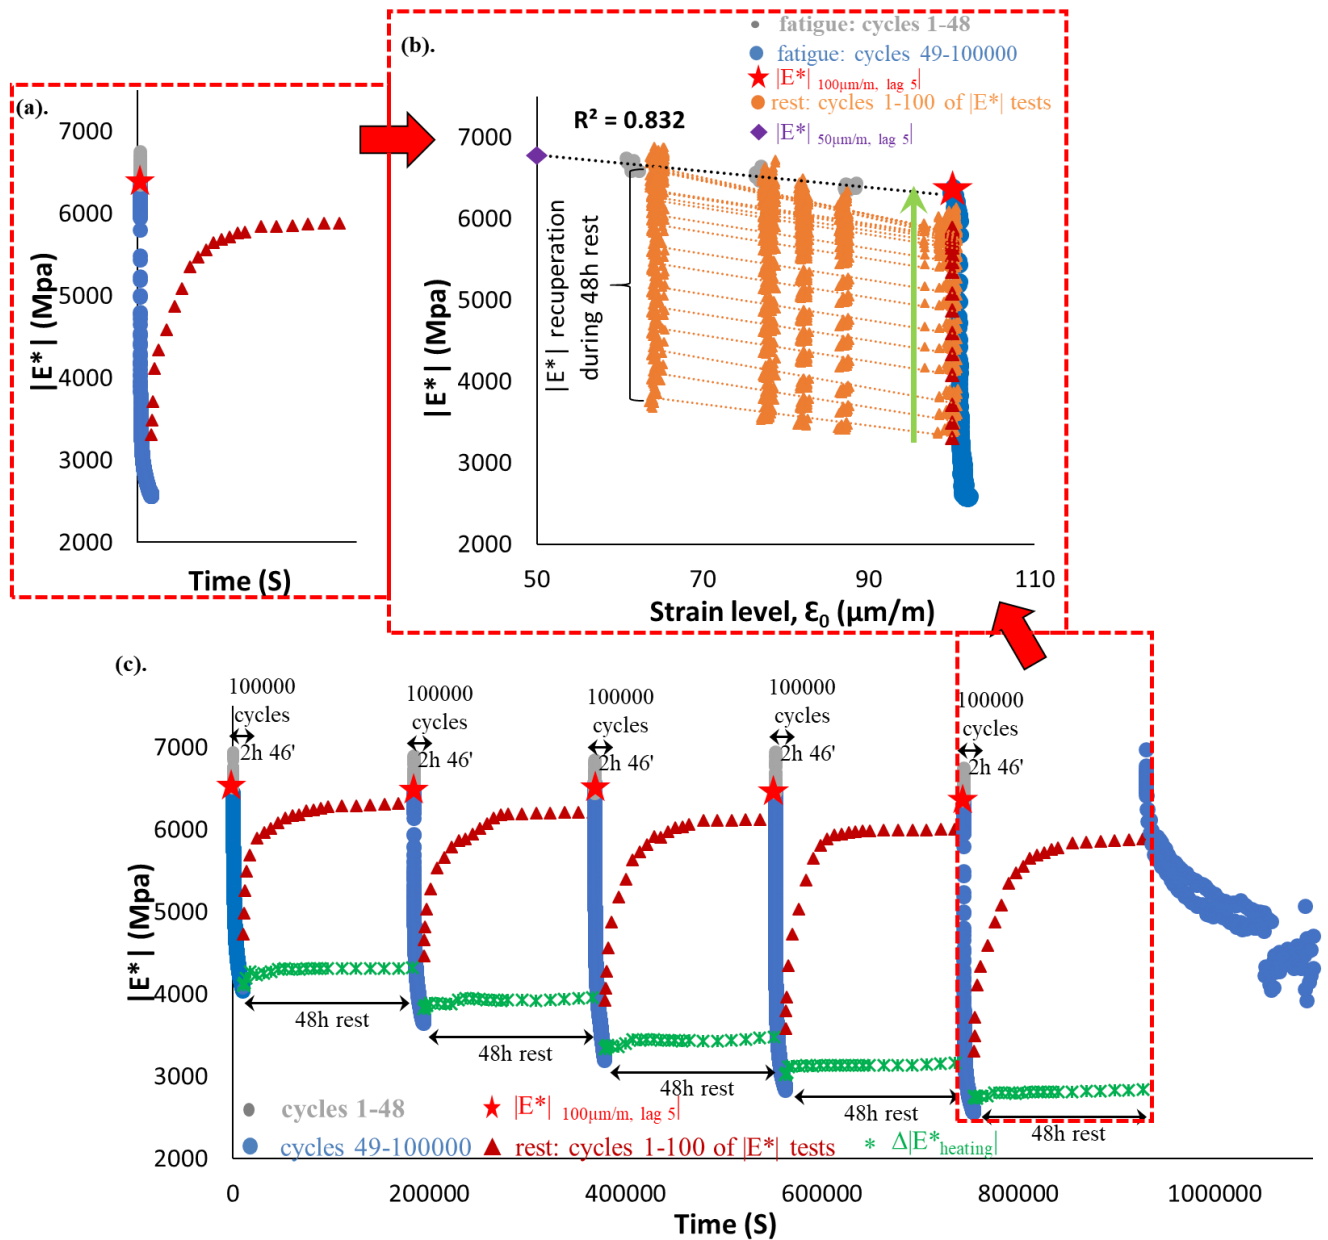 (a).
7000
6000
5000
4000
3000
2000
|E*| (Mpa)
Time (S)
(b).
fatigue: cycles 1-48
fatigue: cycles 49-100000
|E*| 100μm/m, lag 5|
rest: cycles 1-100 of |E*| tests
|E*| 50μm/m, lag 5|
R² = 0.832
7000
6000
5000
4000
3000
2000
|E*| (Mpa)
|E*| recuperation
during 48h rest
50
70
90
110
Strain level, Ɛ0 (μm/m)
(c).
100000
cycles
2h 46'
100000
cycles
2h 46'
100000
cycles
2h 46'
100000
cycles
2h 46'
100000
cycles
2h 46'
7000
6000
5000
4000
3000
2000
|E*| (Mpa)
48h rest
48h rest
48h rest
48h rest
48h rest
cycles 1-48
|E*| 100μm/m, lag 5|
cycles 49-100000
rest: cycles 1-100 of |E*| tests
Δ|E*heating|
0
200000
400000
600000
800000
1000000
Time (S)